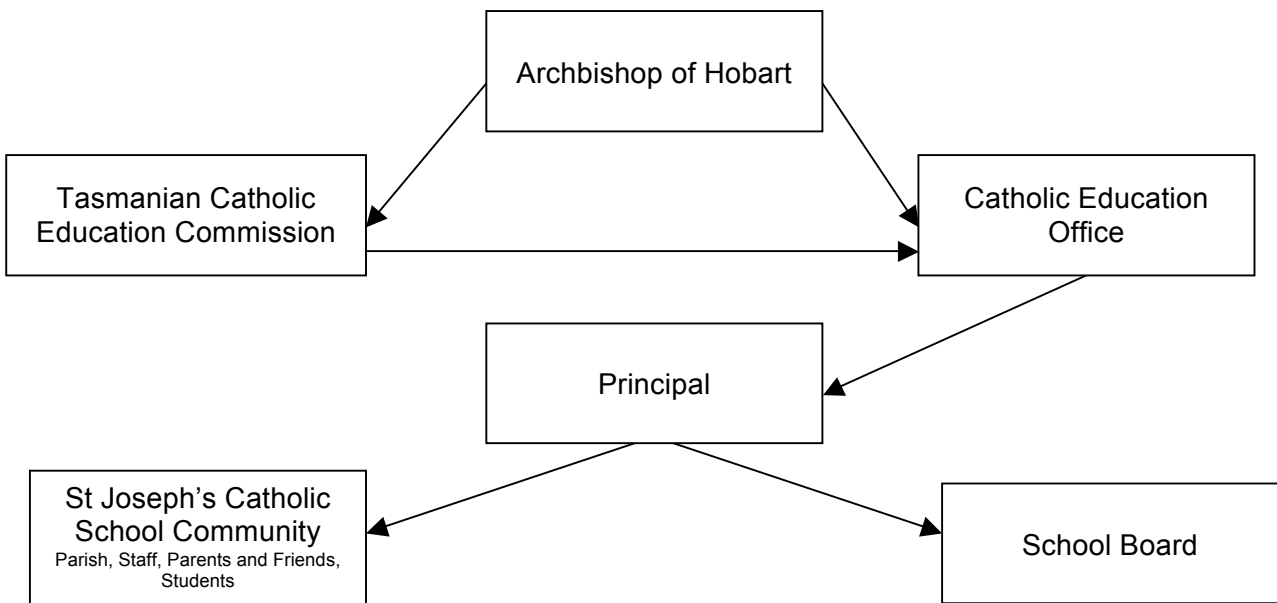 Archbishop of Hobart
Tasmanian Catholic
Education Commission
Catholic Education
Office
Principal
St Joseph’s Catholic
School Community
Parish, Staff, Parents and Friends,
Students
School Board